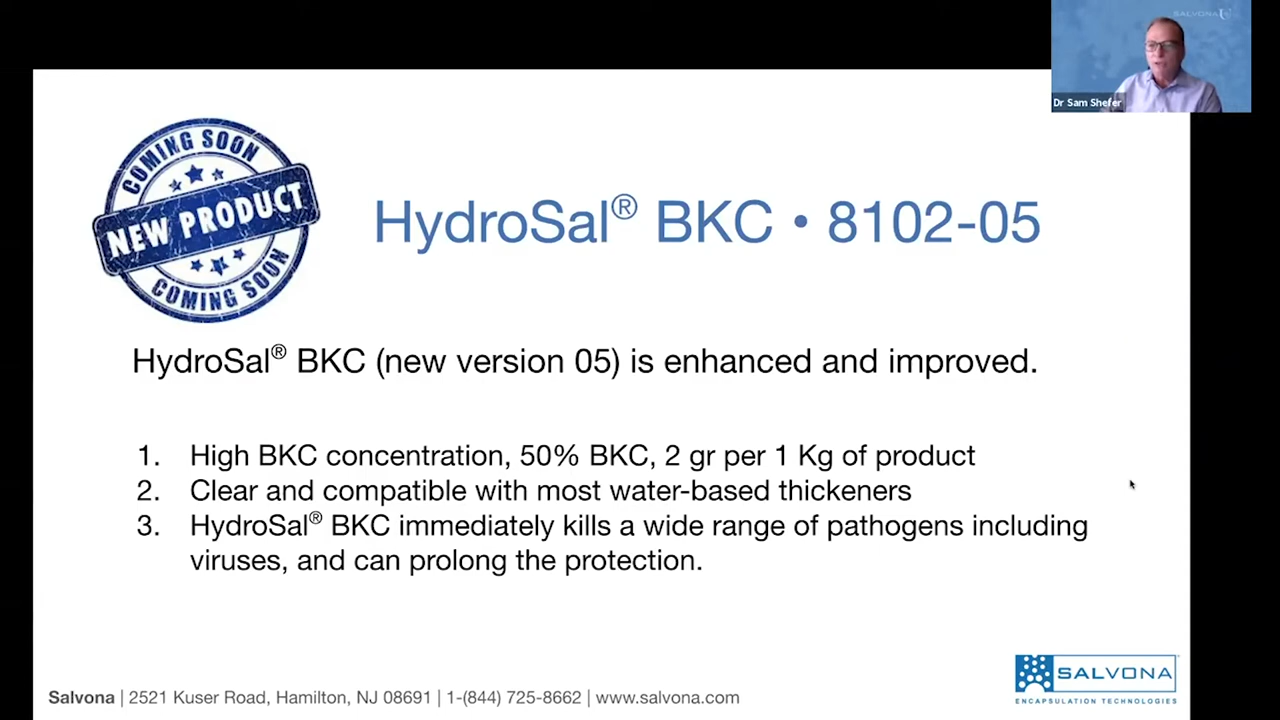 SALVONA
Dr Sam Shefer
COMING SOON
NEW PRODUCT
COMING SOON
HydroSal® BKC • 8102-05
HydroSal® BKC (new version 05) is enhanced and improved.
1. High BKC concentration, 50% BKC, 2 gr per 1 Kg of product
2. Clear and compatible with most water-based thickeners
3. HydroSal® BKC immediately kills a wide range of pathogens including
viruses, and can prolong the protection.
SALVONA®
ENCAPSULATION TECHNOLOGIES™
Salvona | 2521 Kuser Road, Hamilton, NJ 08691 | 1-(844) 725-8662 | www.salvona.com